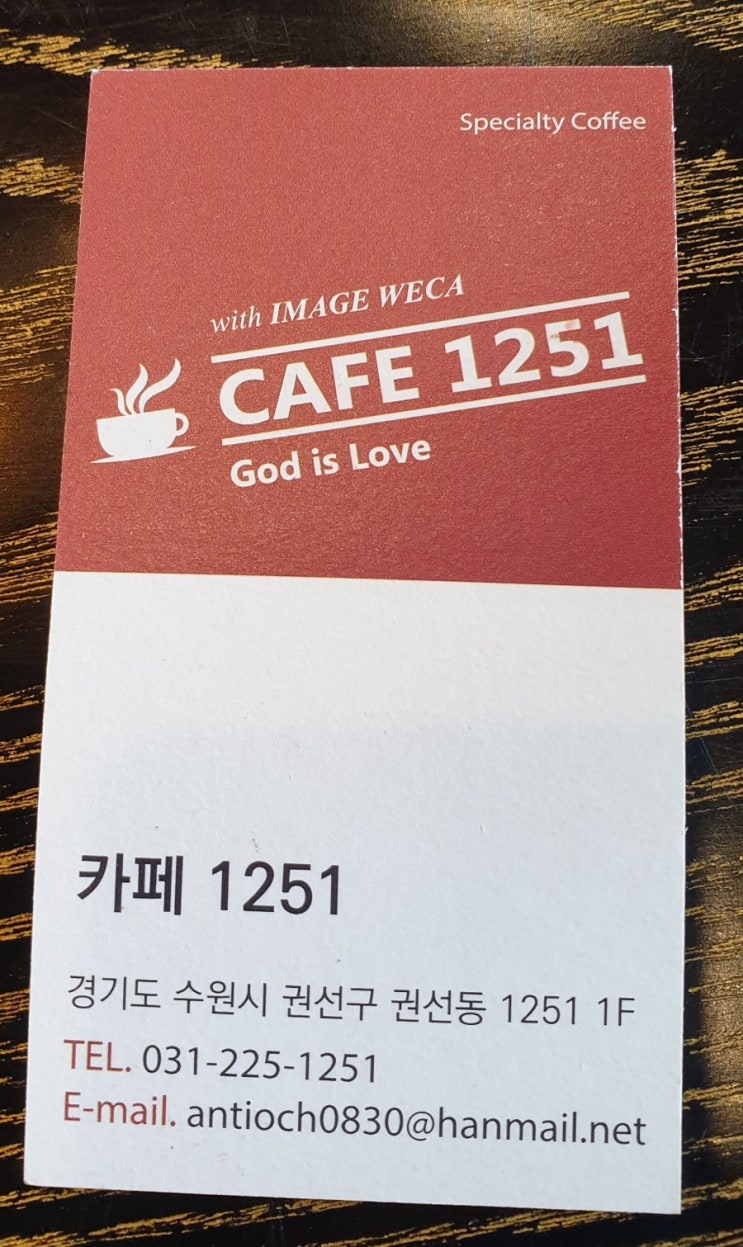 Specialty Coffee
with IMAGE WECA
CAFE 1251
God is Love
카페 1251
경기도 수원시 권선구 권선동 1251 1F
TEL. 031-225-1251
E-mail. antioch0830@hanmail.net